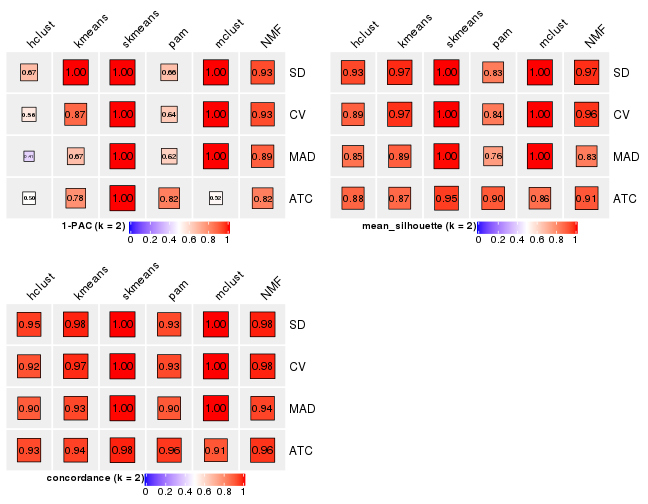 hclust kmeans skmeans pam mclust NMF
0.67 1.00 1.00 0.66 1.00 0.93 SD
0.56 0.87 1.00 0.64 1.00 0.93 CV
0.41 0.67 1.00 0.62 1.00 0.89 MAD
0.50 0.78 1.00 0.82 0.52 0.82 ATC
1-PAC (k = 2)
0 0.2 0.4 0.6 0.8 1
hclust kmeans skmeans pam mclust NMF
0.93 0.97 1.00 0.83 1.00 0.97 SD
0.89 0.97 1.00 0.84 1.00 0.96 CV
0.85 0.89 1.00 0.76 1.00 0.83 MAD
0.88 0.87 0.95 0.90 0.86 0.91 ATC
mean_silhouette (k = 2)
0 0.2 0.4 0.6 0.8 1
hclust kmeans skmeans pam mclust NMF
0.95 0.98 1.00 0.93 1.00 0.98 SD
0.92 0.97 1.00 0.93 1.00 0.98 CV
0.90 0.93 1.00 0.90 1.00 0.94 MAD
0.93 0.94 0.98 0.96 0.91 0.96 ATC
concordance (k = 2)
0 0.2 0.4 0.6 0.8 1